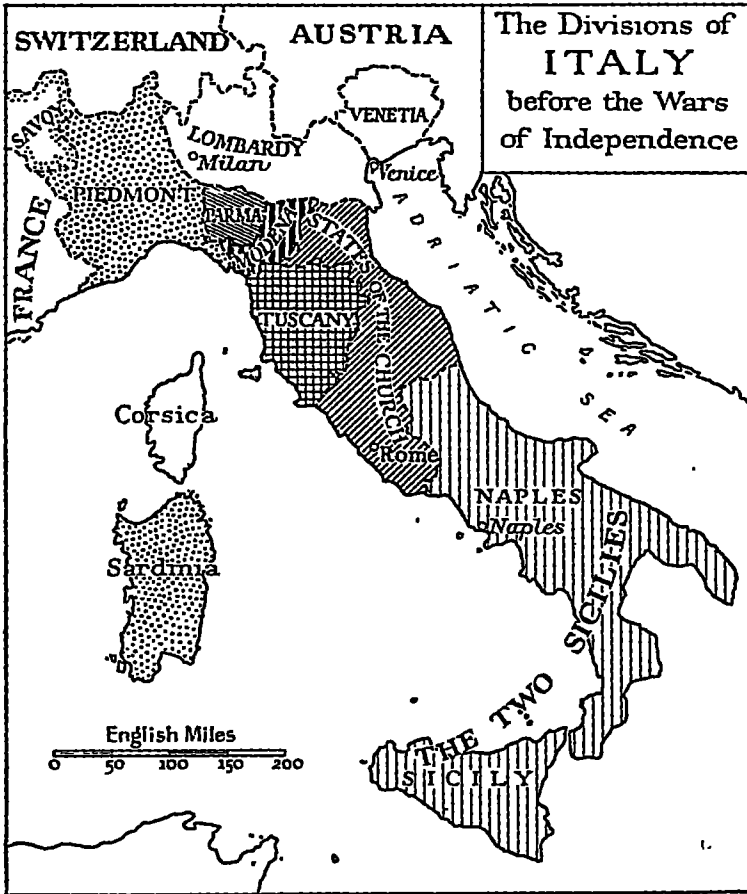 The Divisions of
ITALY
before the Wars
of Independence
SWITZERLAND
AUSTRIA
SAVOY
LOMBARDY
Milan
VENETIA
Venice
PIEDMONT
PARMA
MODENA
FRANCE
STATES OF THE CHURCH
TUSCANY
ADRIATIC SEA
Corsica
Rome
NAPLES
Naples
Sardinia
THE TWO SICILIES
SICILY
English Miles
0 50 100 150 200